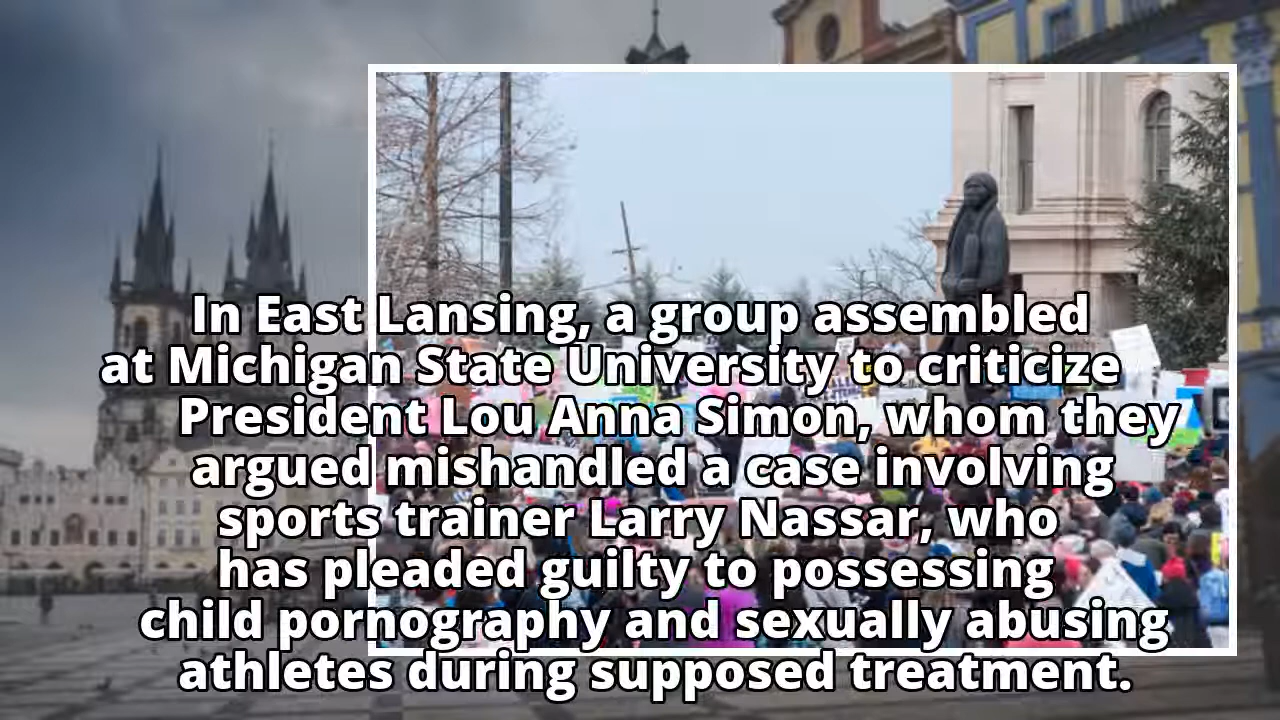 In East Lansing, a group assembled
at Michigan State University to criticize
President Lou Anna Simon, whom they
argued mishandled a case involving
sports trainer Larry Nassar, who
has pleaded guilty to possessing
child pornography and sexually abusing
athletes during supposed treatment.